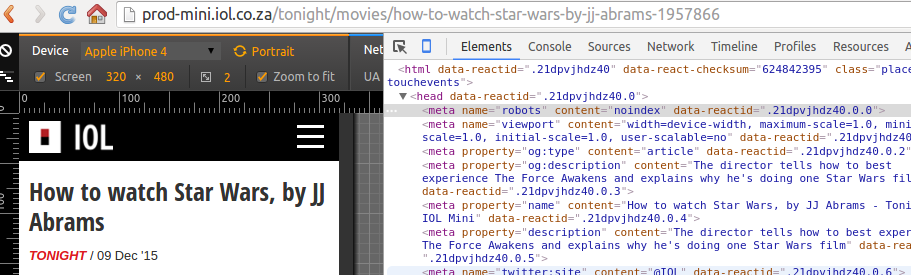 prod-mini.iol.co.za/tonight/movies/how-to-watch-star-wars-by-jj-abrams-1957866
Device Apple iPhone 4 Portrait Net
Screen 320 × 480 2 Zoom to fit UA
0 100 200 300
IOL
How to watch Star Wars, by JJ
Abrams
TONIGHT / 09 Dec '15
Elements Console Sources Network Timeline Profiles Resources
<html data-reactid=".21dpvjhdz40" data-react-checksum="624842395" class="place
touchevents">
▼<head data-reactid=".21dpvjhdz40.0">
<meta name="robots" content="noindex" data-reactid=".21dpvjhdz40.0.0">
<meta name="viewport" content="width=device-width, maximum-scale=1.0, mini
scale=1.0, initial-scale=1.0, user-scalable=no" data-reactid=".21dpvjhdz40
<meta property="og:type" content="article" data-reactid=".21dpvjhdz40.0.2"
<meta property="og:description" content="The director tells how to best
experience The Force Awakens and explains why he's doing one Star Wars fil
data-reactid=".21dpvjhdz40.0.3">
<meta property="name" content="How to watch Star Wars, by JJ Abrams - Toni
IOL Mini" data-reactid=".21dpvjhdz40.0.4">
<meta property="description" content="The director tells how to best exper
The Force Awakens and explains why he's doing one Star Wars film" data-rea
".21dpvjhdz40.0.5">
<meta name="twitter:site" content="@IOL" data-reactid=".21dpvjhdz40.0.6">